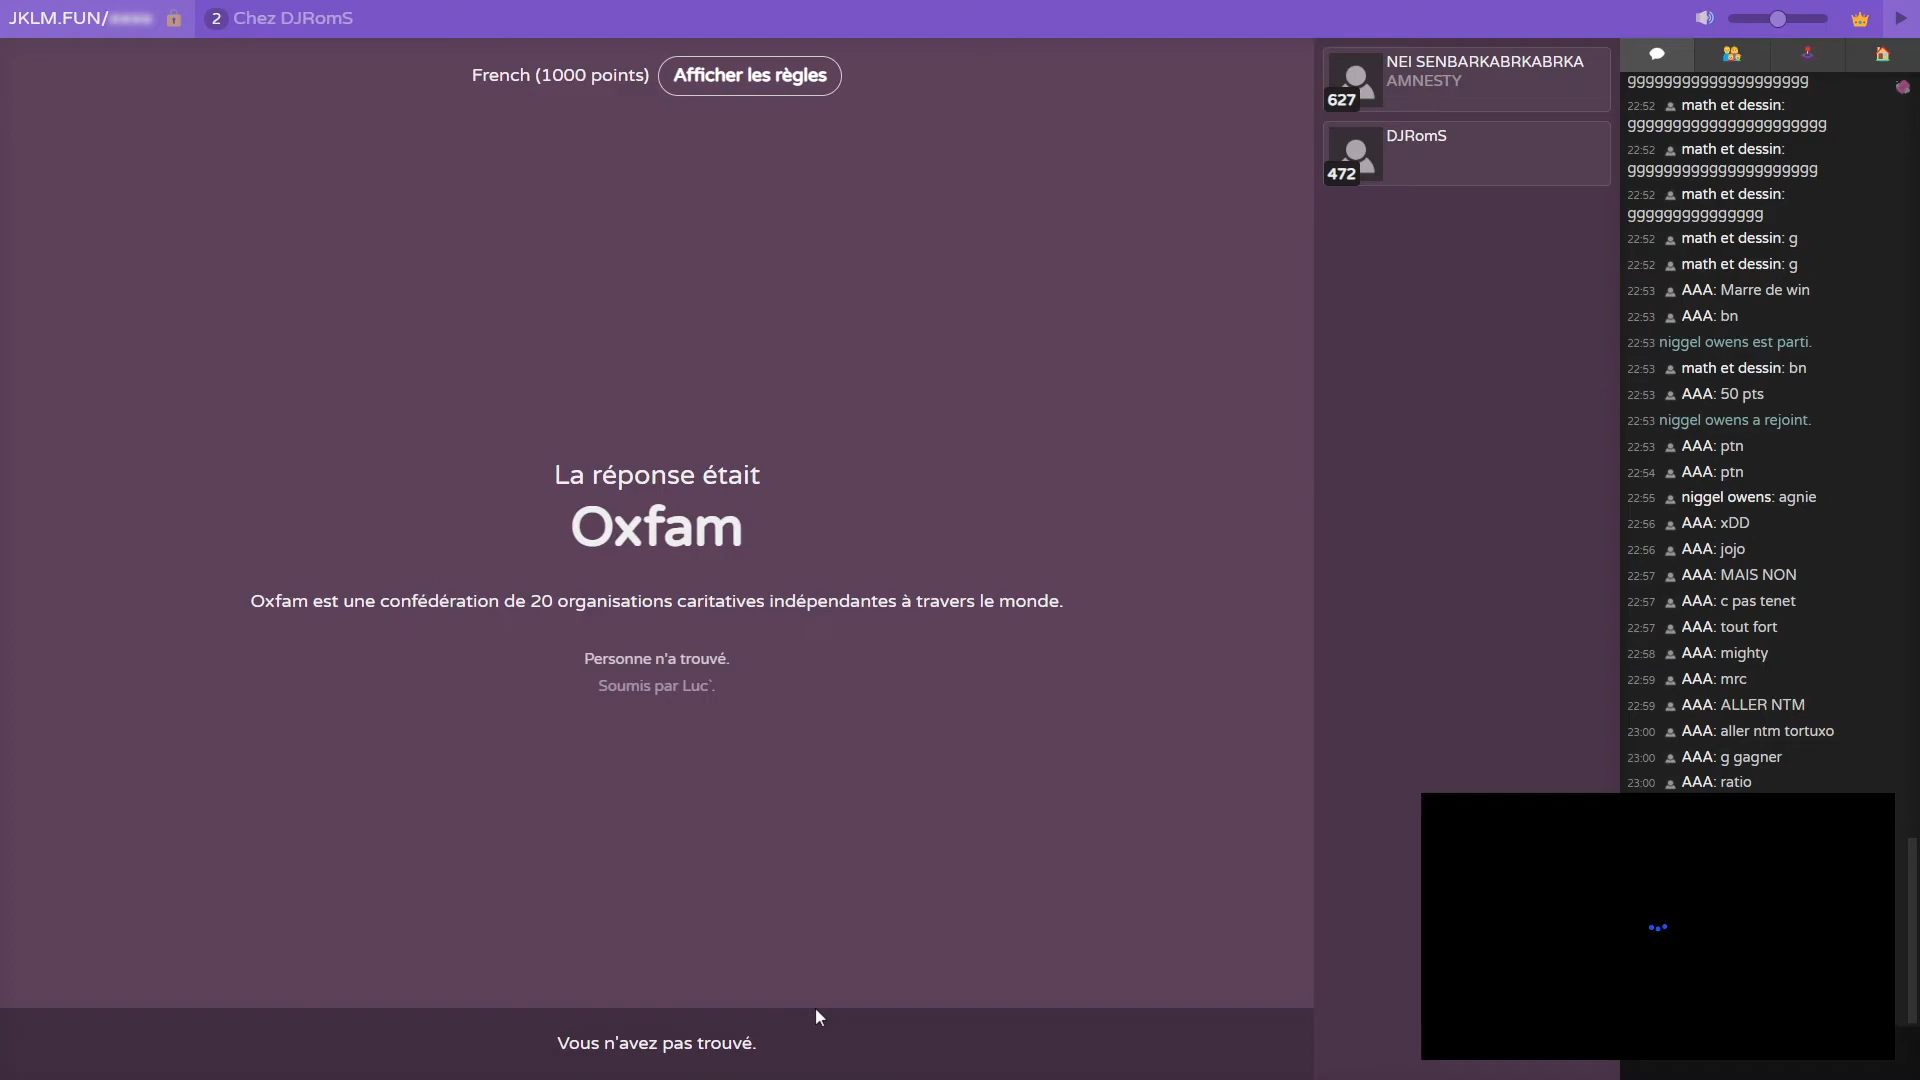 JKLM.FUN/
2 Chez DJRomS
French (1000 points) Afficher les règles
La réponse était
Oxfam
Oxfam est une confédération de 20 organisations caritatives indépendantes à travers le monde.
Personne n'a trouvé.
Soumis par Luc`.
Vous n'avez pas trouvé.
NEI SENBARKABRKABRKA
AMNESTY
627
DJRomS
472
gggggggggggggggggggg
22:52 math et dessin:
gggggggggggggggggggggg
22:52 math et dessin:
ggggggggggggggggggggg
22:52 math et dessin:
ggggggggggggggg
22:52 math et dessin: g
22:52 math et dessin: g
22:53 AAA: Marre de win
22:53 AAA: bn
22:53 niggel owens est parti.
22:53 math et dessin: bn
22:53 AAA: 50 pts
22:53 niggel owens a rejoint.
22:53 AAA: ptn
22:54 AAA: ptn
22:55 niggel owens: agnie
22:56 AAA: xDD
22:56 AAA: jojo
22:57 AAA: MAIS NON
22:57 AAA: c pas tenet
22:57 AAA: tout fort
22:58 AAA: mighty
22:59 AAA: mrc
22:59 AAA: ALLER NTM
23:00 AAA: aller ntm tortuxo
23:00 AAA: g gagner
23:00 AAA: ratio